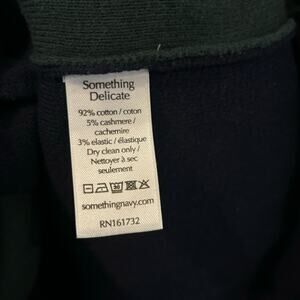 Something
Delicate
92% cotton / coton
5% cashmere /
cachemire
3% elastic / élastique
Dry clean only /
Nettoyer à sec
seulement
30
somethingnavy.com
RN161732